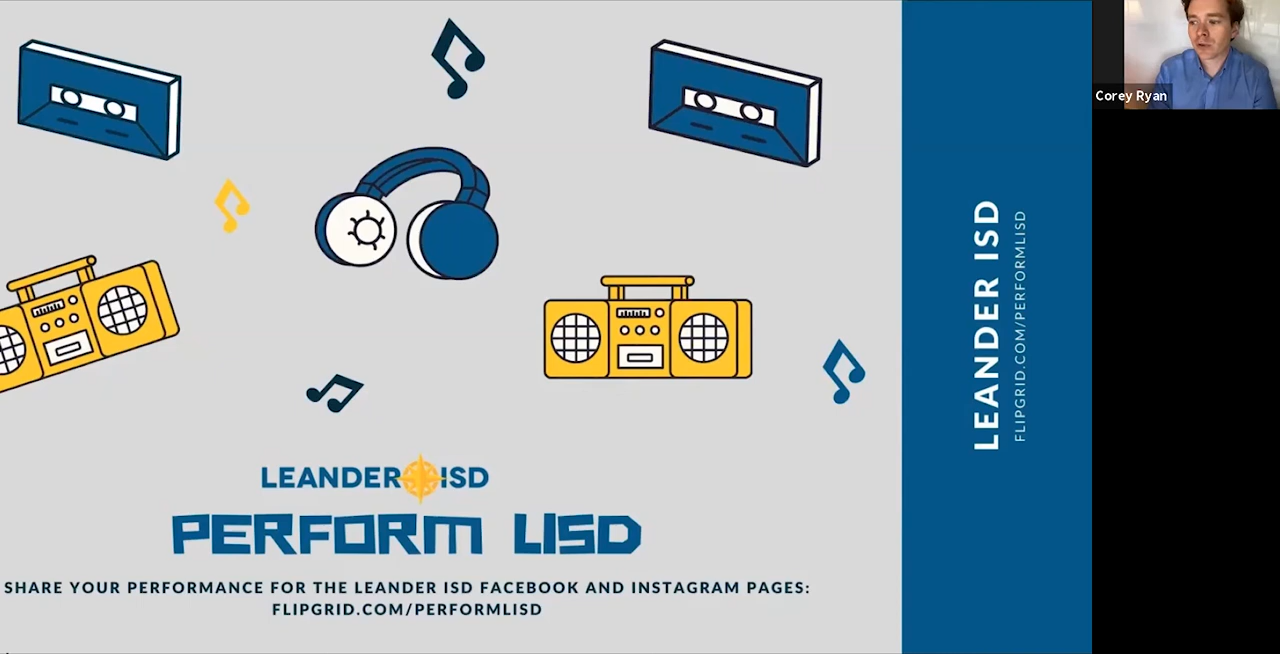 LEANDER ISD
PERFORM LISD
SHARE YOUR PERFORMANCE FOR THE LEANDER ISD FACEBOOK AND INSTAGRAM PAGES:
FLIPGRID.COM/PERFORMLISD
LEANDER ISD
FLIPGRID.COM/PERFORMLISD
Corey Ryan